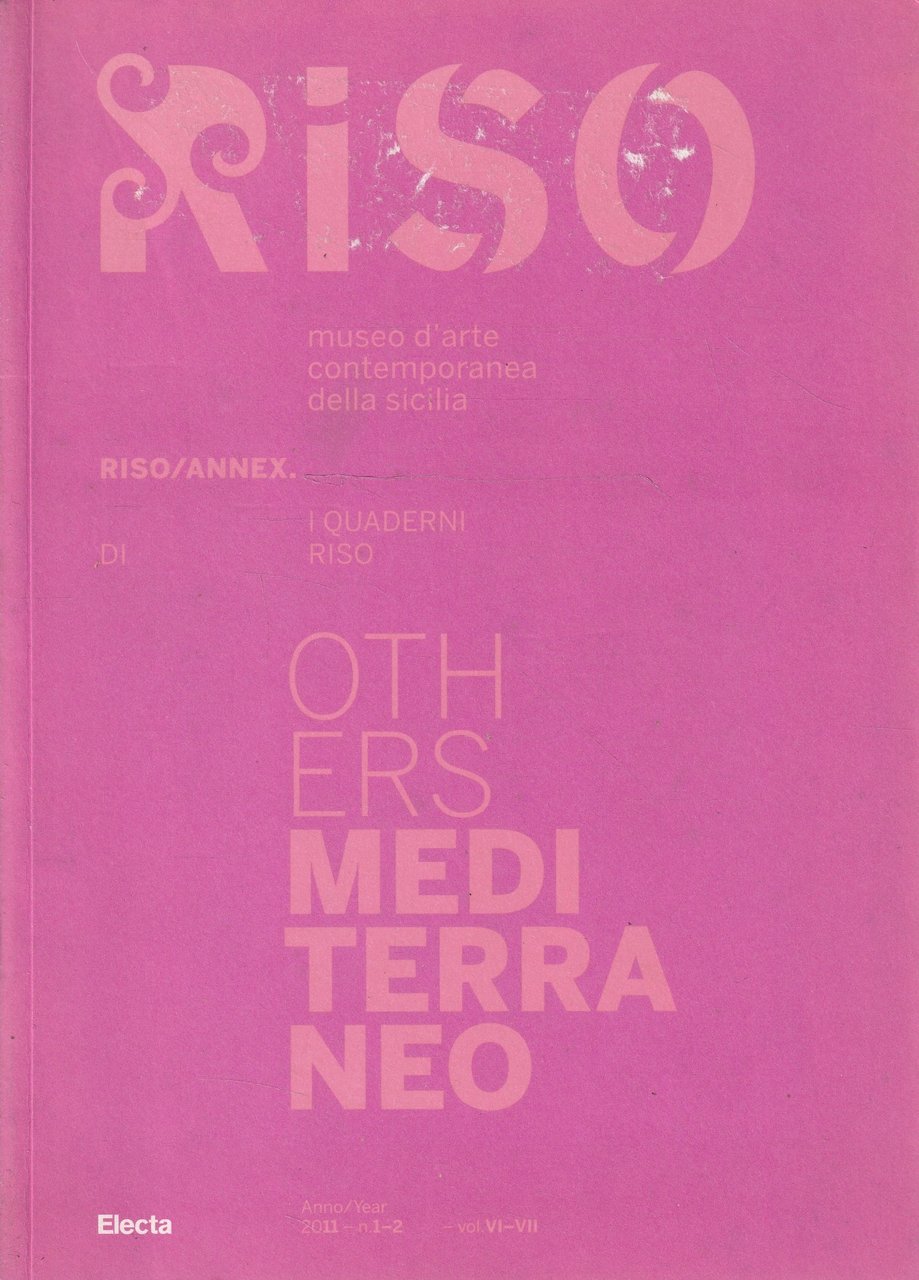 RiSO
museo d'arte
contemporanea
della sicilia
RISO/ANNEX.
I QUADERNI
DI RISO
OTH
ERS
MEDI
TERRA
NEO
Anno/Year
2011 – n.1–2 – vol.VI–VII
Electa